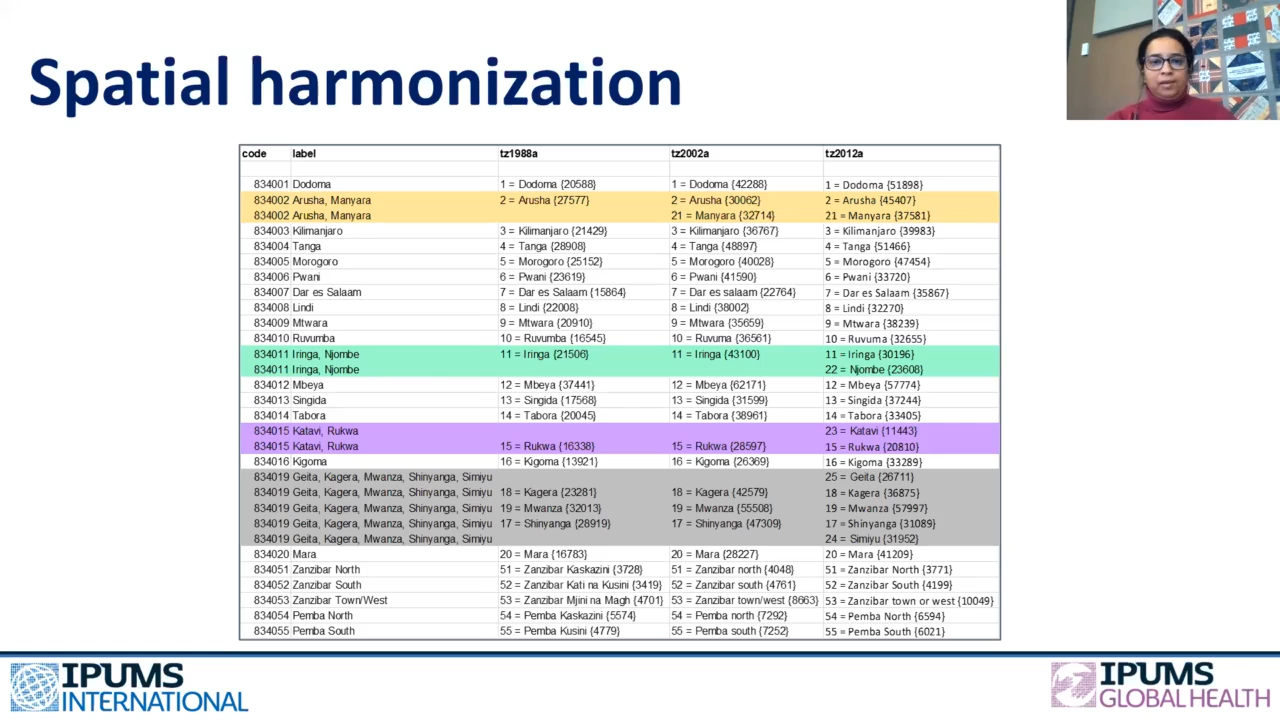 Spatial harmonization
code label tz1988a tz2002a tz2012a
834001 Dodoma 1 = Dodoma {20588} 1 = Dodoma {42288} 1 = Dodoma {51898}
834002 Arusha, Manyara 2 = Arusha {27577} 2 = Arusha {30062} 2 = Arusha {45407}
834002 Arusha, Manyara 21 = Manyara {32714} 21 = Manyara {37581}
834003 Kilimanjaro 3 = Kilimanjaro {21429} 3 = Kilimanjaro {36767} 3 = Kilimanjaro {39983}
834004 Tanga 4 = Tanga {28908} 4 = Tanga {48897} 4 = Tanga {51466}
834005 Morogoro 5 = Morogoro {25152} 5 = Morogoro {40028} 5 = Morogoro {47454}
834006 Pwani 6 = Pwani {23619} 6 = Pwani {41590} 6 = Pwani {33720}
834007 Dar es Salaam 7 = Dar es Salaam {15864} 7 = Dar es salaam {22764} 7 = Dar es Salaam {35867}
834008 Lindi 8 = Lindi {22008} 8 = Lindi {38002} 8 = Lindi {32270}
834009 Mtwara 9 = Mtwara {20910} 9 = Mtwara {35659} 9 = Mtwara {38239}
834010 Ruvumba 10 = Ruvumba {16545} 10 = Ruvuma {36561} 10 = Ruvuma {32655}
834011 Iringa, Njombe 11 = Iringa {21506} 11 = Iringa {43100} 11 = Iringa {30196}
834011 Iringa, Njombe 22 = Njombe {23608}
834012 Mbeya 12 = Mbeya {37441} 12 = Mbeya {62171} 12 = Mbeya {57774}
834013 Singida 13 = Singida {17568} 13 = Singida {31599} 13 = Singida {37244}
834014 Tabora 14 = Tabora {20045} 14 = Tabora {38961} 14 = Tabora {33405}
834015 Katavi, Rukwa 23 = Katavi {11443}
834015 Katavi, Rukwa 15 = Rukwa {16338} 15 = Rukwa {28597} 15 = Rukwa {20810}
834016 Kigoma 16 = Kigoma {13921} 16 = Kigoma {26369} 16 = Kigoma {33289}
834019 Geita, Kagera, Mwanza, Shinyanga, Simiyu 25 = Geita {26711}
834019 Geita, Kagera, Mwanza, Shinyanga, Simiyu 18 = Kagera {23281} 18 = Kagera {42579} 18 = Kagera {36875}
834019 Geita, Kagera, Mwanza, Shinyanga, Simiyu 19 = Mwanza {32013} 19 = Mwanza {55508} 19 = Mwanza {57997}
834019 Geita, Kagera, Mwanza, Shinyanga, Simiyu 17 = Shinyanga {28919} 17 = Shinyanga {47309} 17 = Shinyanga {31089}
834019 Geita, Kagera, Mwanza, Shinyanga, Simiyu 24 = Simiyu {31952}
834020 Mara 20 = Mara {16783} 20 = Mara {28227} 20 = Mara {41209}
834051 Zanzibar North 51 = Zanzibar Kaskazini {3728} 51 = Zanzibar north {4048} 51 = Zanzibar North {3771}
834052 Zanzibar South 52 = Zanzibar Kati na Kusini {3419} 52 = Zanzibar south {4761} 52 = Zanzibar South {4199}
834053 Zanzibar Town/West 53 = Zanzibar Mjini na Magh {4701} 53 = Zanzibar town/west {8663} 53 = Zanzibar town or west {10049}
834054 Pemba North 54 = Pemba Kaskazini {5574} 54 = Pemba north {7292} 54 = Pemba North {6594}
834055 Pemba South 55 = Pemba Kusini {4779} 55 = Pemba south {7252} 55 = Pemba South {6021}
IPUMS
INTERNATIONAL
IPUMS
GLOBAL HEALTH